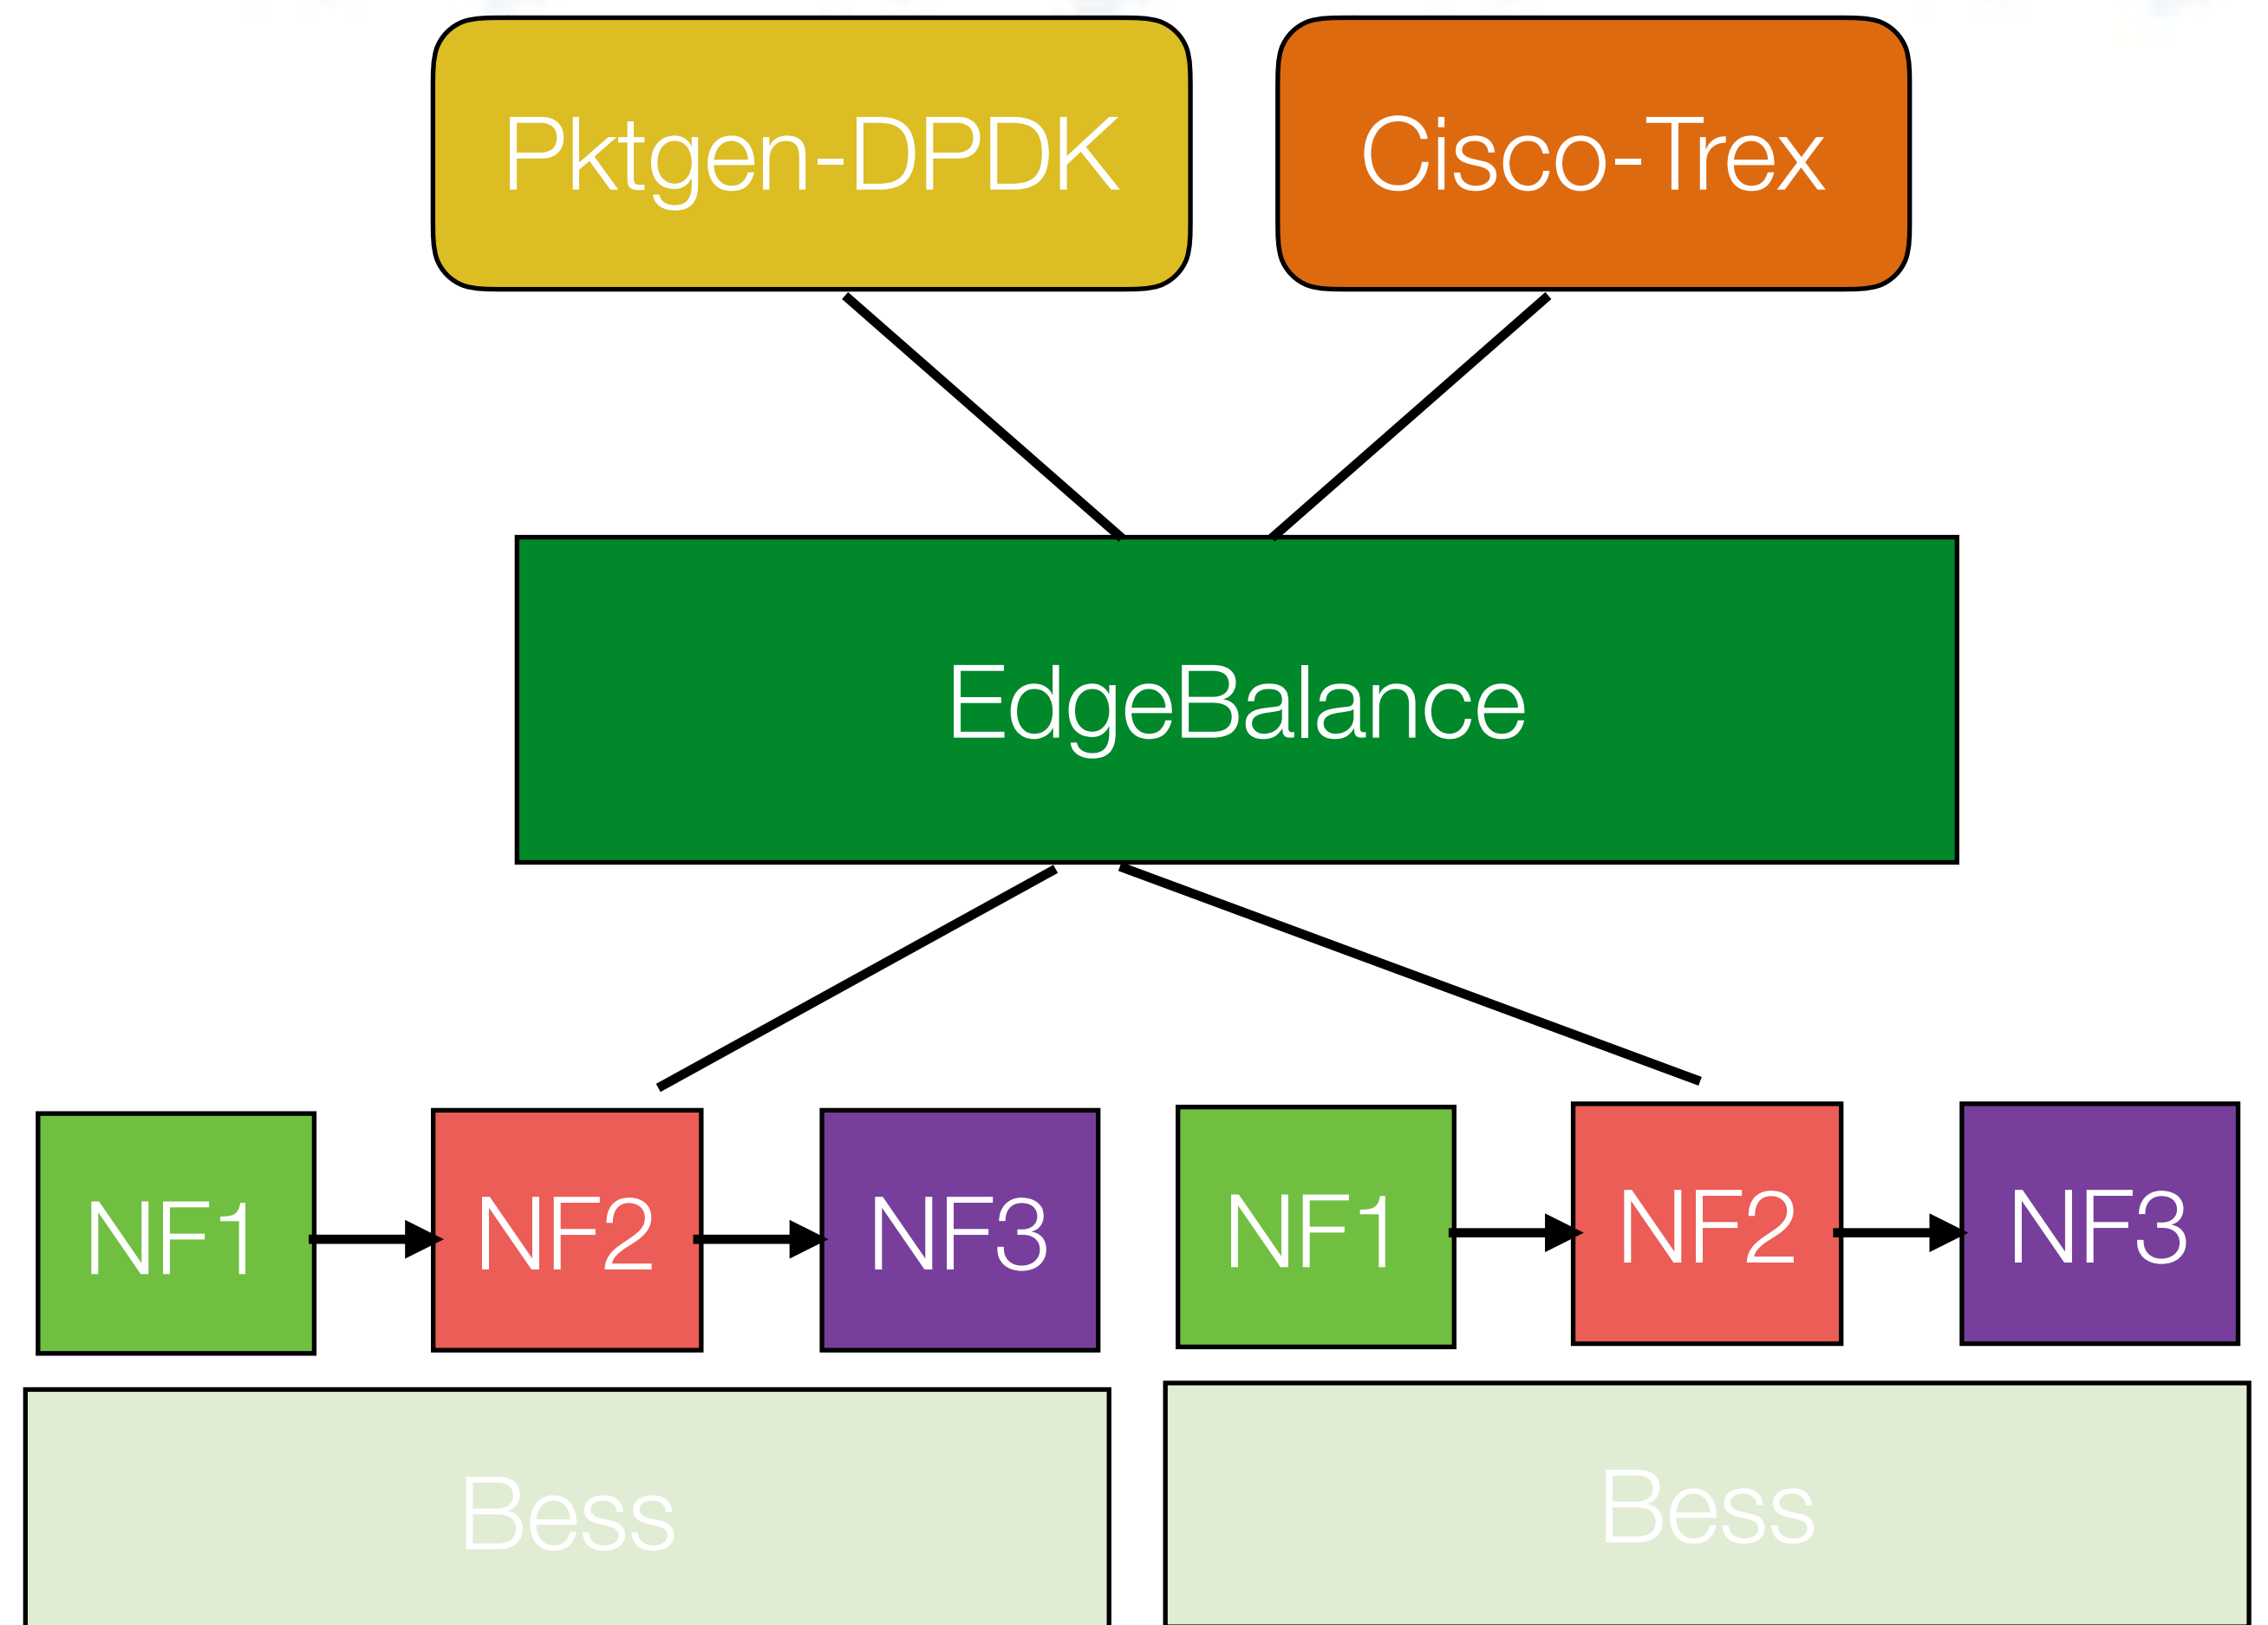 Pktgen-DPDK
Cisco-Trex
EdgeBalance
NF1
NF2
NF3
NF1
NF2
NF3
Bess
Bess